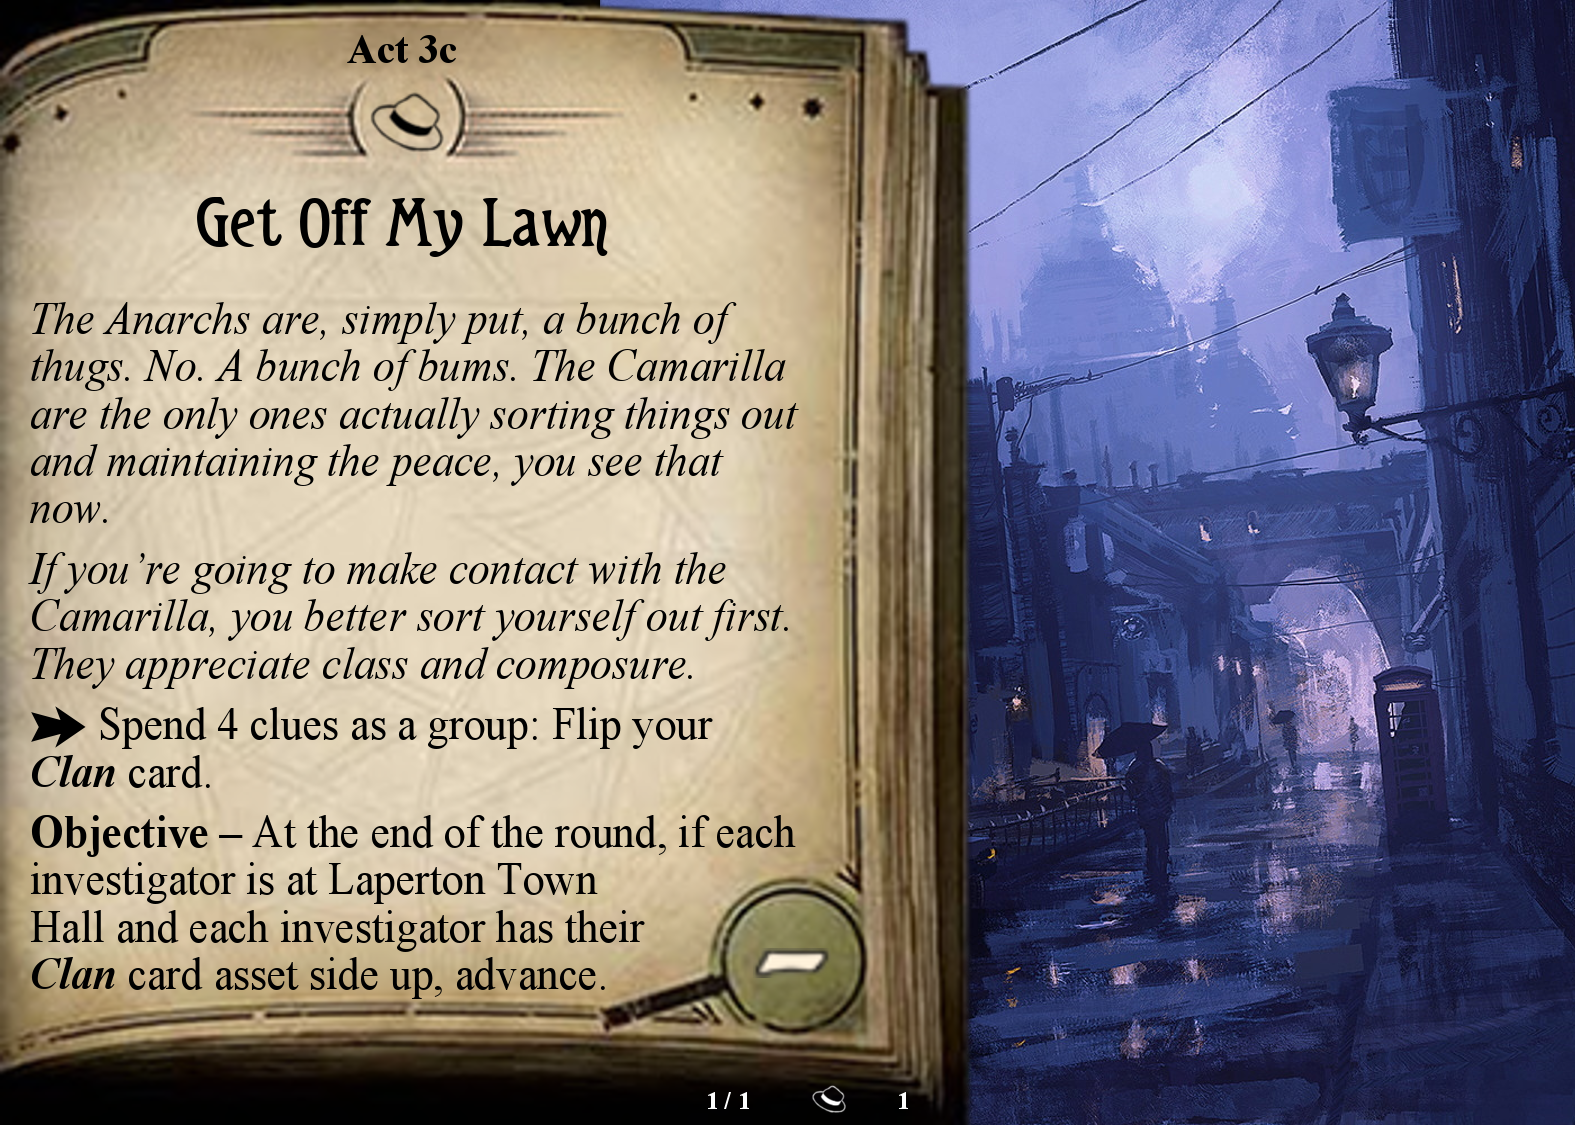 Act 3c
Get Off My Lawn
The Anarchs are, simply put, a bunch of
thugs. No. A bunch of bums. The Camarilla
are the only ones actually sorting things out
and maintaining the peace, you see that
now.
If you’re going to make contact with the
Camarilla, you better sort yourself out first.
They appreciate class and composure.
Spend 4 clues as a group: Flip your
Clan card.
Objective – At the end of the round, if each
investigator is at Laperton Town
Hall and each investigator has their
Clan card asset side up, advance.
–
1 / 1 1